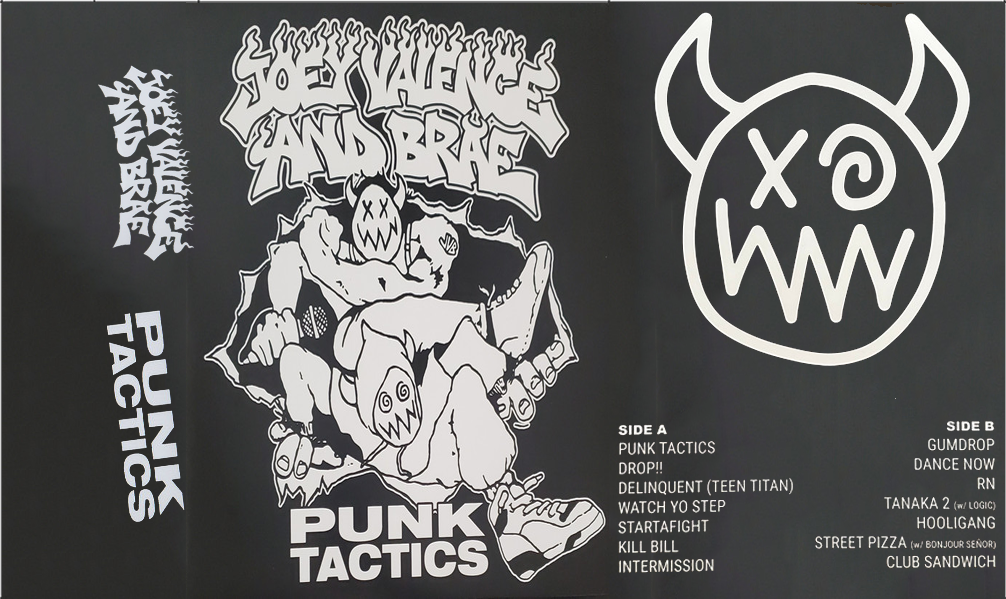 JOEY VALENCE
AND BRAE
PUNK
TACTICS
JOEY VALENCE
AND BRAE
PUNK
TACTICS
SIDE A
PUNK TACTICS
DROP!!
DELINQUENT (TEEN TITAN)
WATCH YO STEP
STARTAFIGHT
KILL BILL
INTERMISSION
SIDE B
GUMDROP
DANCE NOW
RN
TANAKA 2 (w/ LOGIC)
HOOLIGANG
STREET PIZZA (w/ BONJOUR SEÑOR)
CLUB SANDWICH